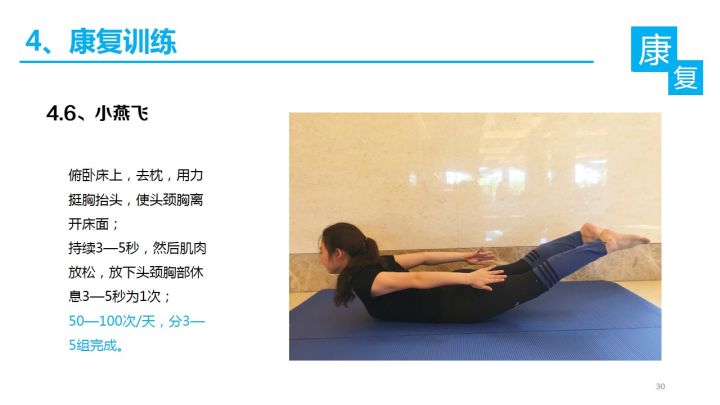 4、康复训练
康
复
4.6、小燕飞
俯卧床上，去枕，用力
挺胸抬头，使头颈胸离
开床面；
持续3—5秒，然后肌肉
放松，放下头颈胸部休
息3—5秒为1次；
50—100次/天，分3—
5组完成。
30